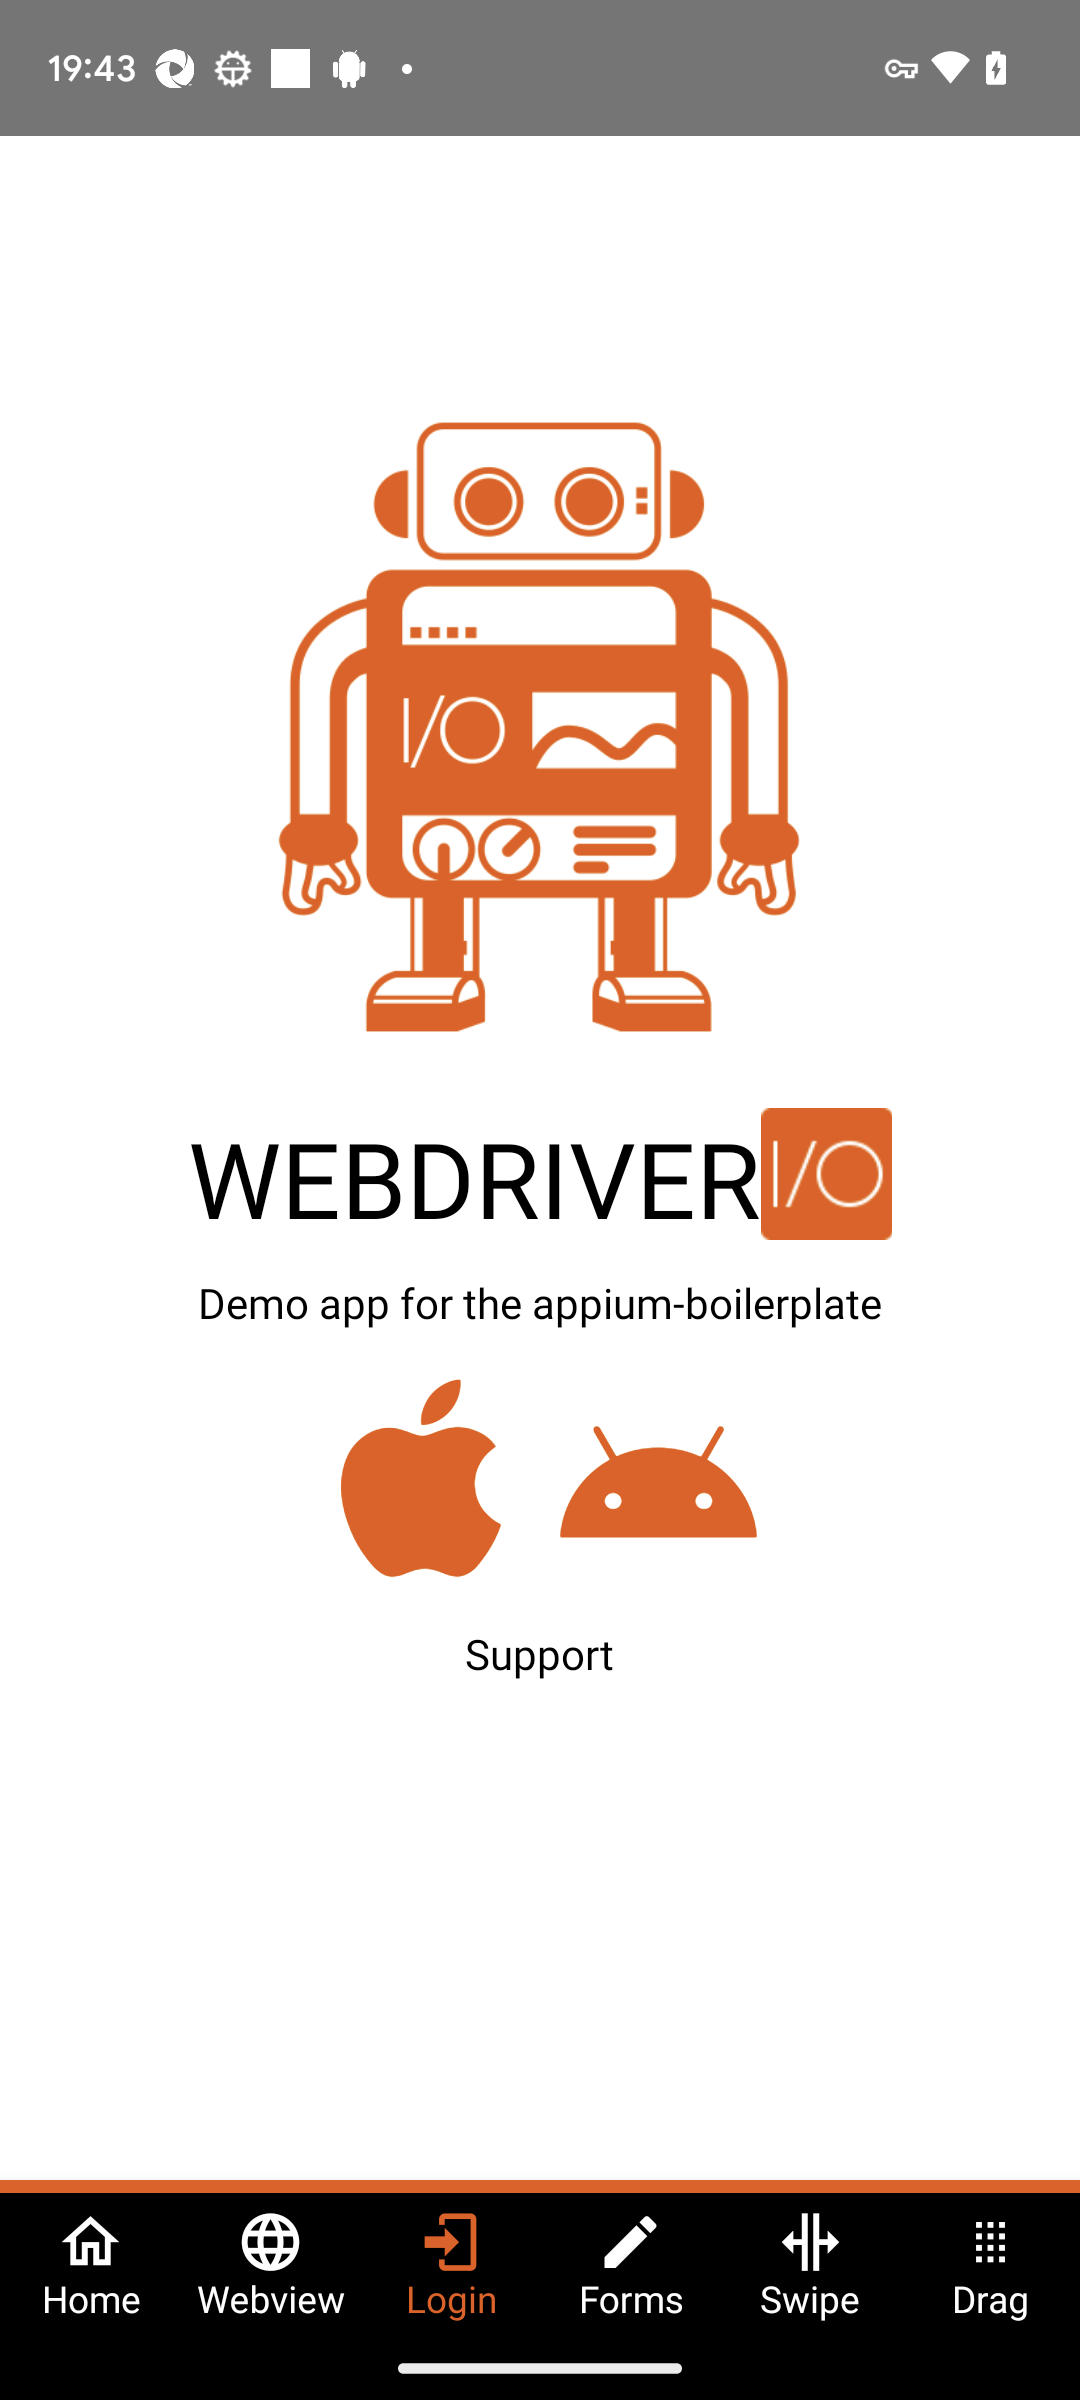 19:43
I/O
WEBDRIVER I/O
Demo app for the appium-boilerplate
Support
Home Webview Login Forms Swipe Drag